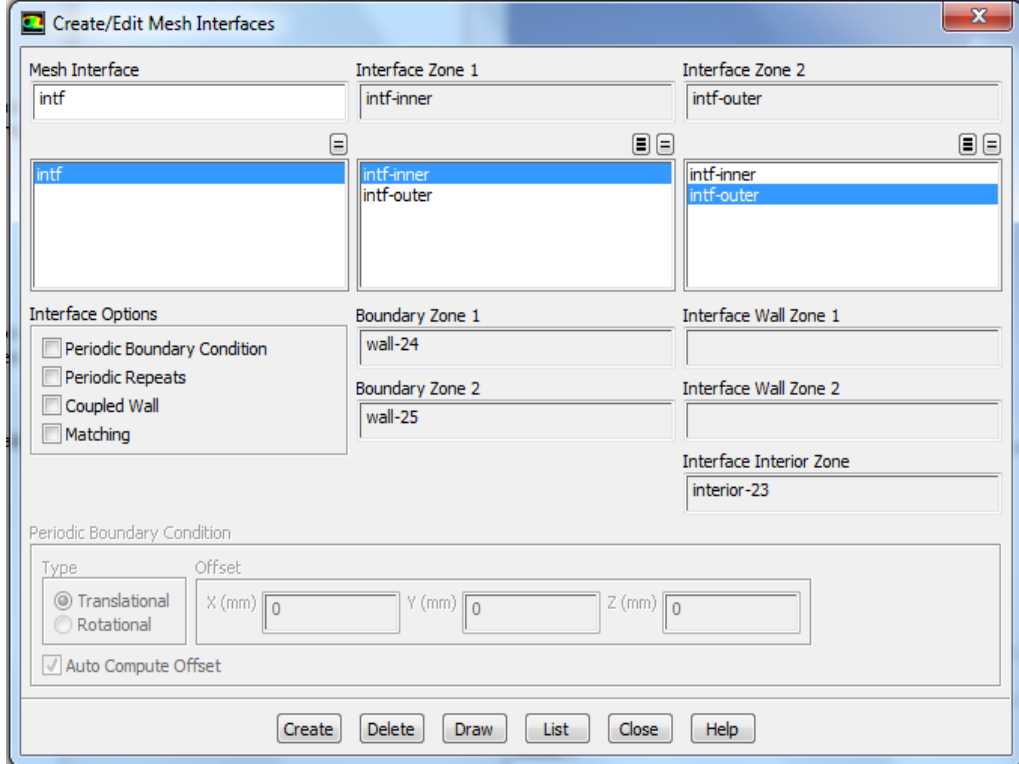 Create/Edit Mesh Interfaces
Mesh Interface
intf
Interface Zone 1
intf-inner
Interface Zone 2
intf-outer
intf
intf-inner
intf-outer
intf-inner
intf-outer
Interface Options
Periodic Boundary Condition
Periodic Repeats
Coupled Wall
Matching
Boundary Zone 1
wall-24
Boundary Zone 2
wall-25
Interface Wall Zone 1
Interface Wall Zone 2
Interface Interior Zone
interior-23
Periodic Boundary Condition
Type
Translational
Rotational
Offset
X (mm) 0 Y (mm) 0 Z (mm) 0
Auto Compute Offset
Create Delete Draw List Close Help